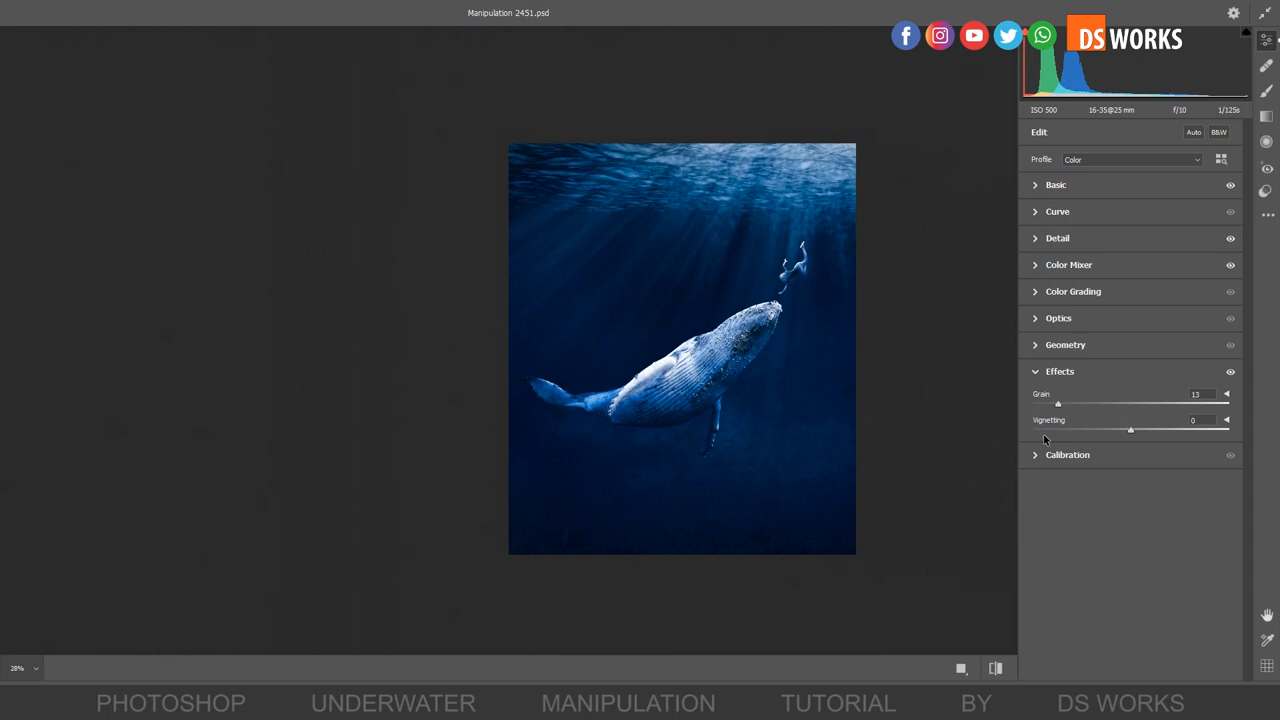 Manipulation 2451.psd
DS WORKS
ISO 500 16-35@25 mm f/10 1/125s
Edit Auto B&W
Profile Color
Basic
Curve
Detail
Color Mixer
Color Grading
Optics
Geometry
Effects
Grain 13
Vignetting 0
Calibration
28%
PHOTOSHOP UNDERWATER MANIPULATION TUTORIAL BY DS WORKS